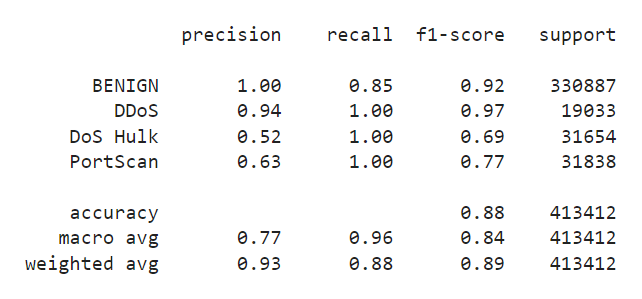 precision recall f1-score support
BENIGN 1.00 0.85 0.92 330887
DDoS 0.94 1.00 0.97 19033
DoS Hulk 0.52 1.00 0.69 31654
PortScan 0.63 1.00 0.77 31838
accuracy 0.88 413412
macro avg 0.77 0.96 0.84 413412
weighted avg 0.93 0.88 0.89 413412